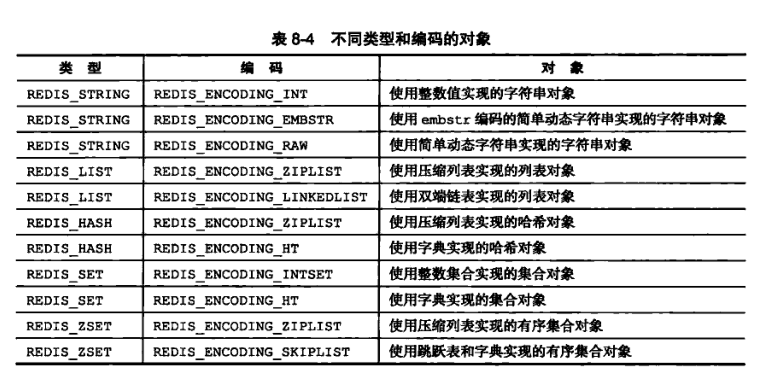 表 8-4 不同类型和编码的对象
类 型 编 码 对 象
REDIS_STRING REDIS_ENCODING_INT 使用整数值实现的字符串对象
REDIS_STRING REDIS_ENCODING_EMBSTR 使用 embstr 编码的简单动态字符串实现的字符串对象
REDIS_STRING REDIS_ENCODING_RAW 使用简单动态字符串实现的字符串对象
REDIS_LIST REDIS_ENCODING_ZIPLIST 使用压缩列表实现的列表对象
REDIS_LIST REDIS_ENCODING_LINKEDLIST 使用双端链表实现的列表对象
REDIS_HASH REDIS_ENCODING_ZIPLIST 使用压缩列表实现的哈希对象
REDIS_HASH REDIS_ENCODING_HT 使用字典实现的哈希对象
REDIS_SET REDIS_ENCODING_INTSET 使用整数集合实现的集合对象
REDIS_SET REDIS_ENCODING_HT 使用字典实现的集合对象
REDIS_ZSET REDIS_ENCODING_ZIPLIST 使用压缩列表实现的有序集合对象
REDIS_ZSET REDIS_ENCODING_SKIPLIST 使用跳跃表和字典实现的有序集合对象